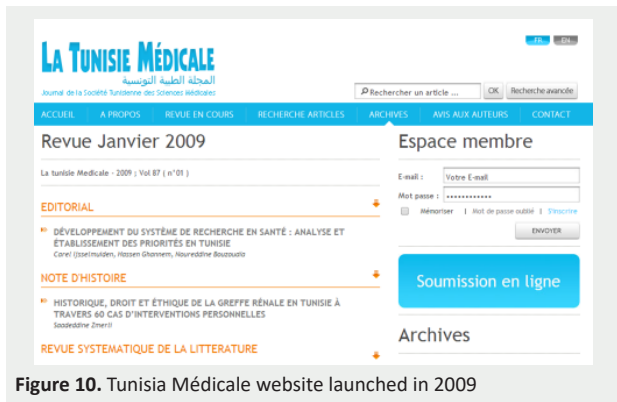 FR EN
LA TUNISIE MÉDICALE
المجلة الطبية التونسية
Journal de la Société Tunisienne des Sciences Médicales
Rechercher un article ... OK Recherche avancée
ACCUEIL A PROPOS REVUE EN COURS RECHERCHE ARTICLES ARCHIVES AVIS AUX AUTEURS CONTACT
Revue Janvier 2009
La tunisie Medicale - 2009 ; Vol 87 ( n°01 )
EDITORIAL
DÉVELOPPEMENT DU SYSTÈME DE RECHERCHE EN SANTÉ : ANALYSE ET
ÉTABLISSEMENT DES PRIORITÉS EN TUNISIE
Carel Ijsselmuiden, Hassen Ghannem, Noureddine Bouzouaia
NOTE D'HISTOIRE
HISTORIQUE, DROIT ET ÉTHIQUE DE LA GREFFE RÉNALE EN TUNISIE À
TRAVERS 60 CAS D'INTERVENTIONS PERSONNELLES
Saadeddine Zmerli
REVUE SYSTEMATIQUE DE LA LITTERATURE
Espace membre
E-mail : Votre E-mail
Mot passe : ••••••••••••
Mémoriser | Mot de passe oublié | S'inscrire
ENVOYER
Soumission en ligne
Archives
Figure 10. Tunisia Médicale website launched in 2009